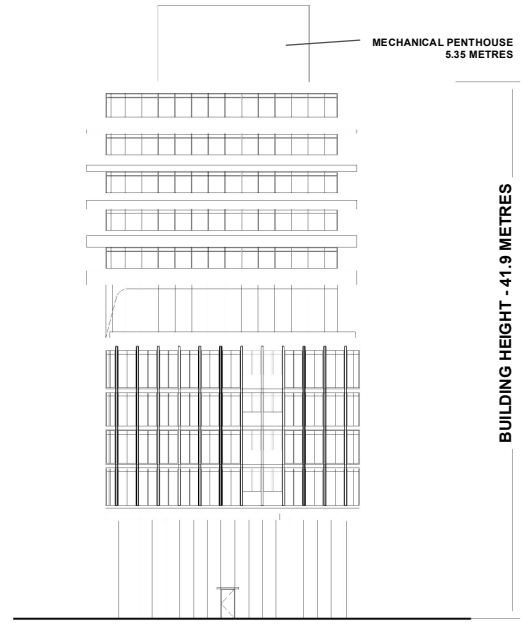 MECHANICAL PENTHOUSE
5.35 METRES
BUILDING HEIGHT - 41.9 METRES